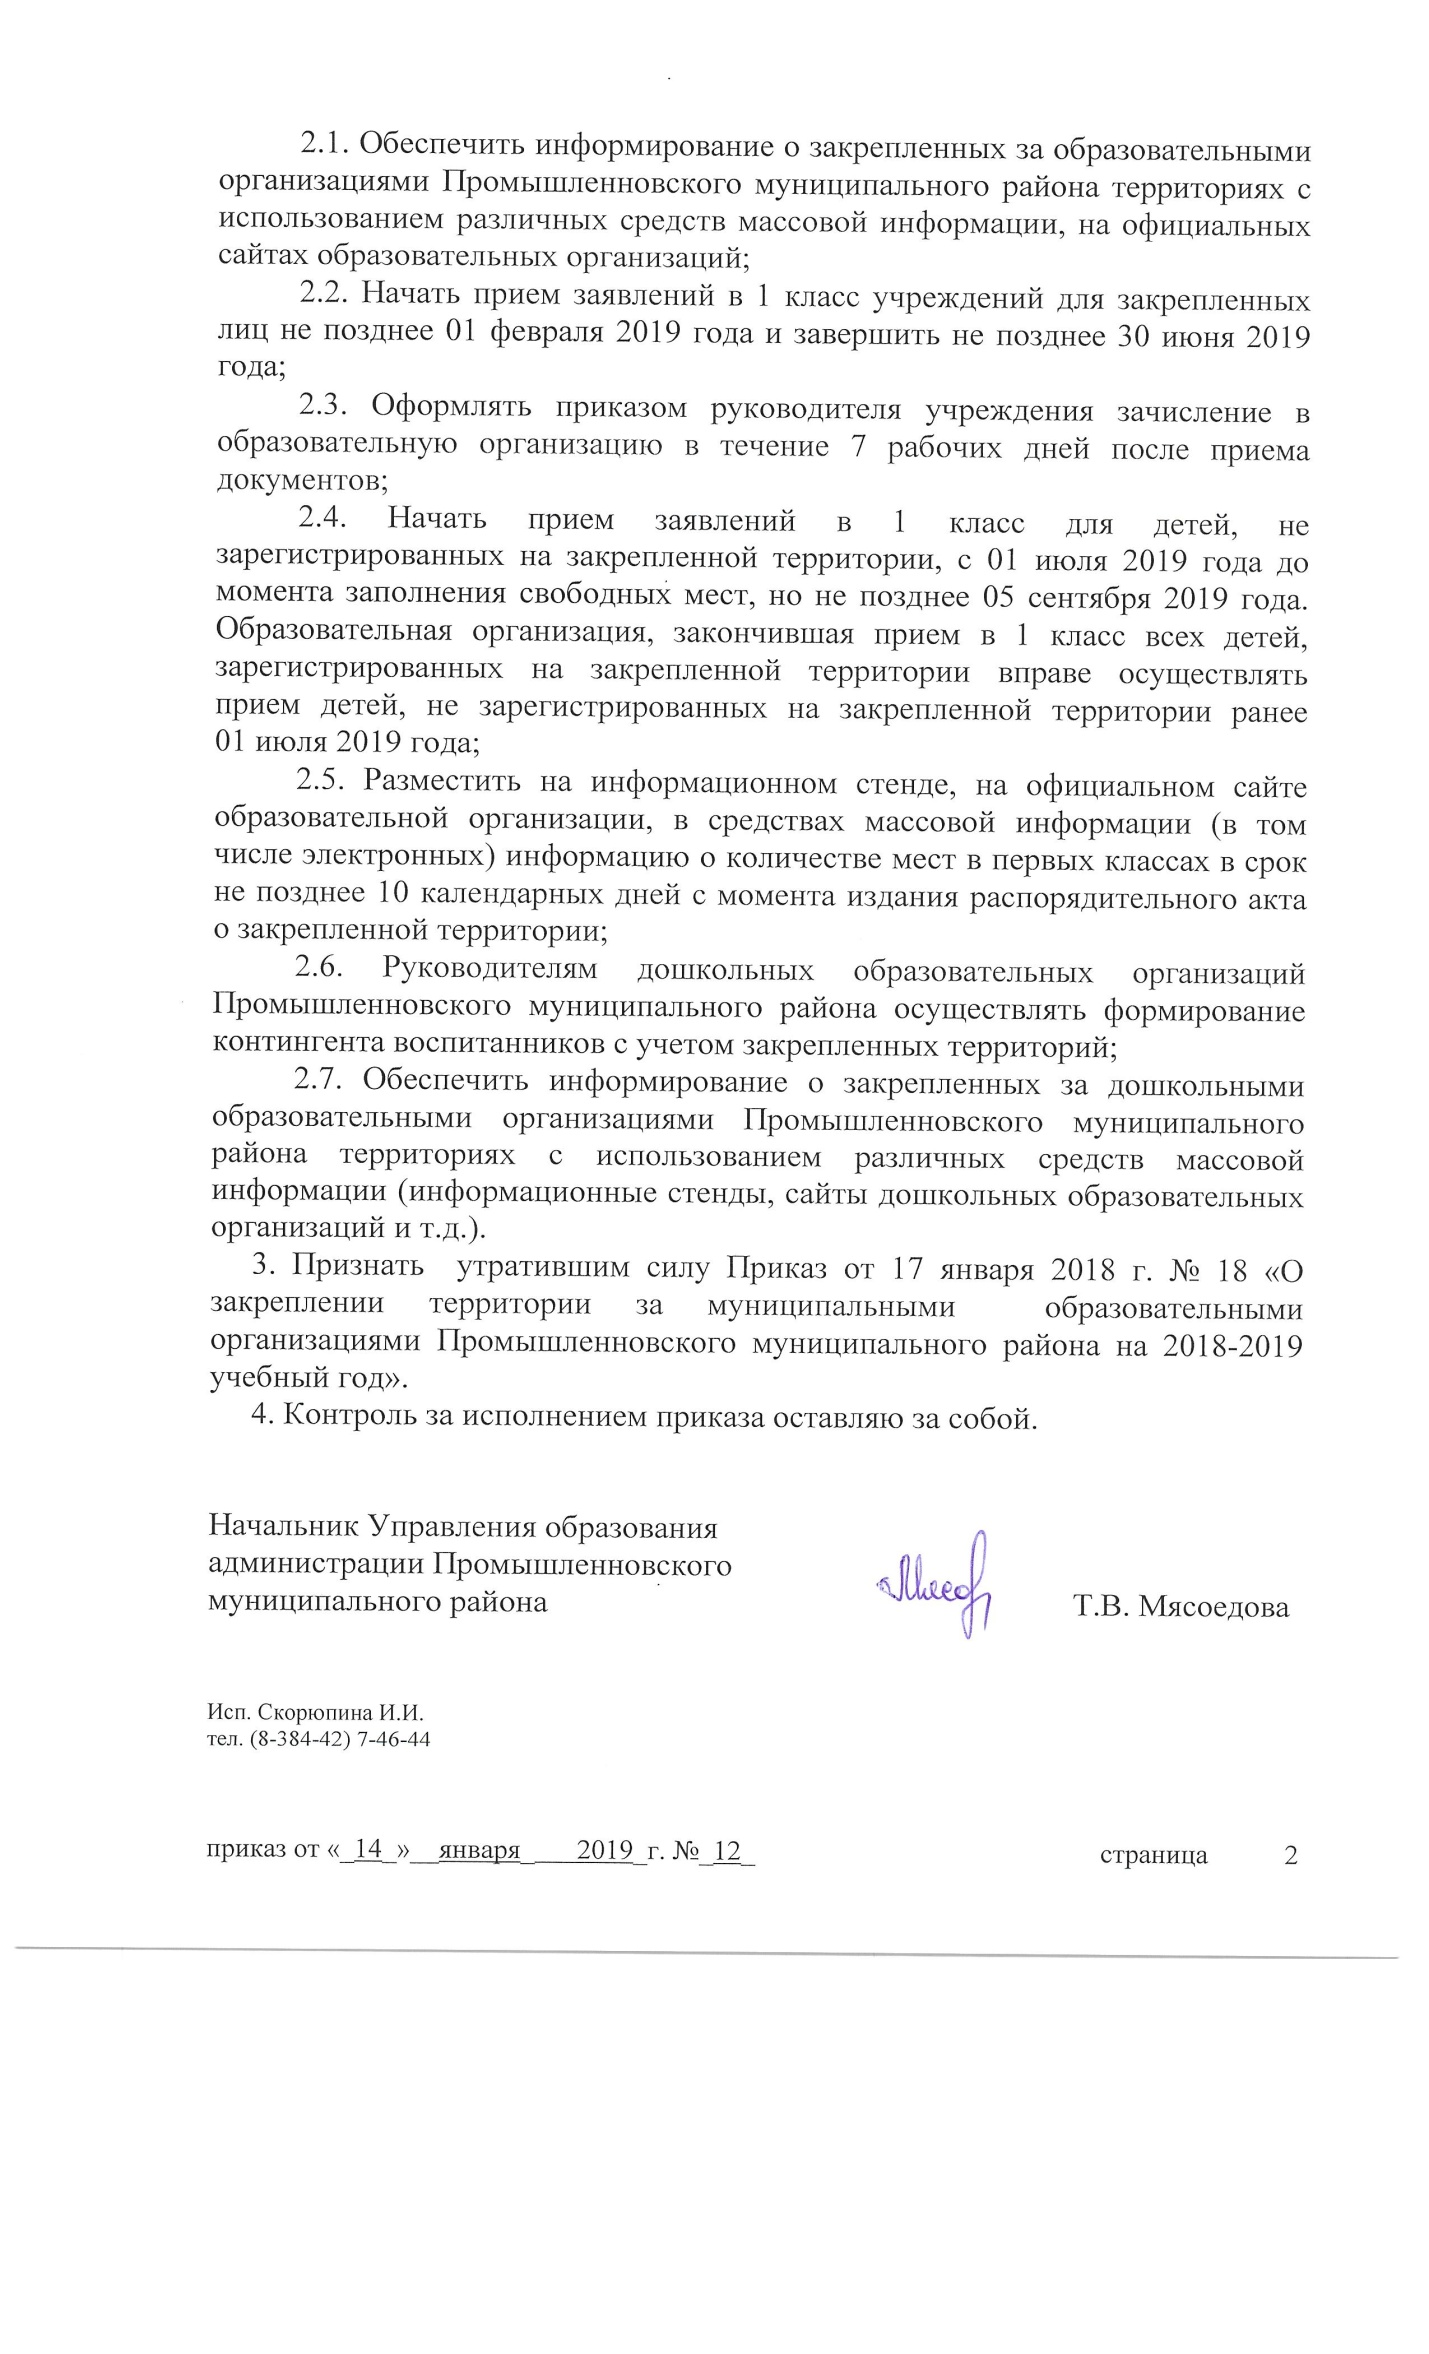 2.1. Обеспечить информирование о закрепленных за образовательными
организациями Промышленновского муниципального района территориях с
использованием различных средств массовой информации, на официальных
сайтах образовательных организаций;
2.2. Начать прием заявлений в 1 класс учреждений для закрепленных
лиц не позднее 01 февраля 2019 года и завершить не позднее 30 июня 2019
года;
2.3. Оформлять приказом руководителя учреждения зачисление в
образовательную организацию в течение 7 рабочих дней после приема
документов;
2.4. Начать прием заявлений в 1 класс для детей, не
зарегистрированных на закрепленной территории, с 01 июля 2019 года до
момента заполнения свободных мест, но не позднее 05 сентября 2019 года.
Образовательная организация, закончившая прием в 1 класс всех детей,
зарегистрированных на закрепленной территории вправе осуществлять
прием детей, не зарегистрированных на закрепленной территории ранее
01 июля 2019 года;
2.5. Разместить на информационном стенде, на официальном сайте
образовательной организации, в средствах массовой информации (в том
числе электронных) информацию о количестве мест в первых классах в срок
не позднее 10 календарных дней с момента издания распорядительного акта
о закрепленной территории;
2.6. Руководителям дошкольных образовательных организаций
Промышленновского муниципального района осуществлять формирование
контингента воспитанников с учетом закрепленных территорий;
2.7. Обеспечить информирование о закрепленных за дошкольными
образовательными организациями Промышленновского муниципального
района территориях с использованием различных средств массовой
информации (информационные стенды, сайты дошкольных образовательных
организаций и т.д.).
3. Признать утратившим силу Приказ от 17 января 2018 г. № 18 «О
закреплении территории за муниципальными образовательными
организациями Промышленновского муниципального района на 2018-2019
учебный год».
4. Контроль за исполнением приказа оставляю за собой.
Начальник Управления образования
администрации Промышленновского
муниципального района Т.В. Мясоедова
Исп. Скорюпина И.И.
тел. (8-384-42) 7-46-44
приказ от «_14_»__января_____2019_г. №_12_ страница 2